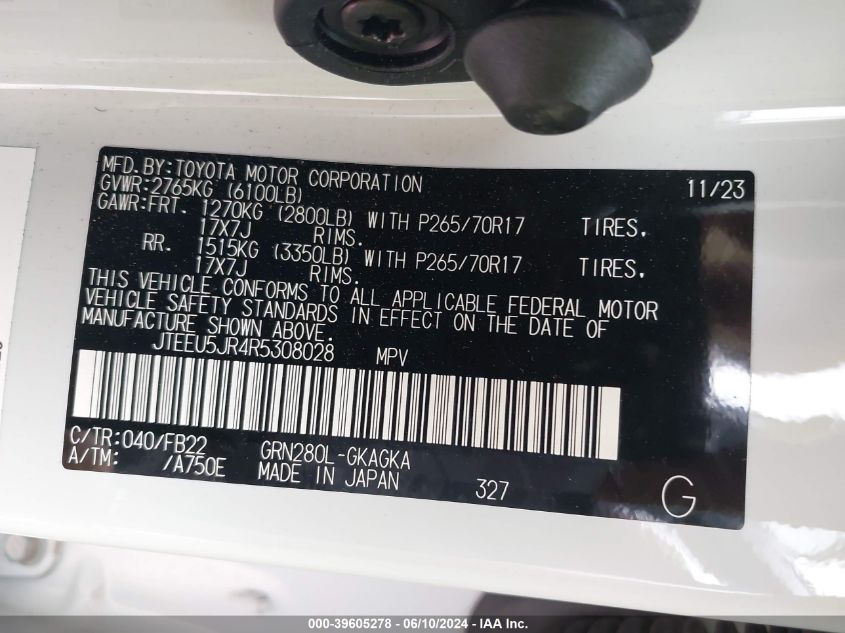 MFD.BY:TOYOTA MOTOR CORPORATION 11/23
GVWR:2765KG (6100LB)
GAWR:FRT. 1270KG (2800LB) WITH P265/70R17 TIRES.
17X7J RIMS.
RR. 1515KG (3350LB) WITH P265/70R17 TIRES.
17X7J RIMS.
THIS VEHICLE CONFORMS TO ALL APPLICABLE FEDERAL MOTOR
VEHICLE SAFETY STANDARDS IN EFFECT ON THE DATE OF
MANUFACTURE SHOWN ABOVE.
JTEEU5JR4R5308028 MPV
C/TR:040/FB22 GRN280L-GKAGKA
A/TM: /A750E MADE IN JAPAN 327 G
000-39605278 - 06/10/2024 - IAA Inc.